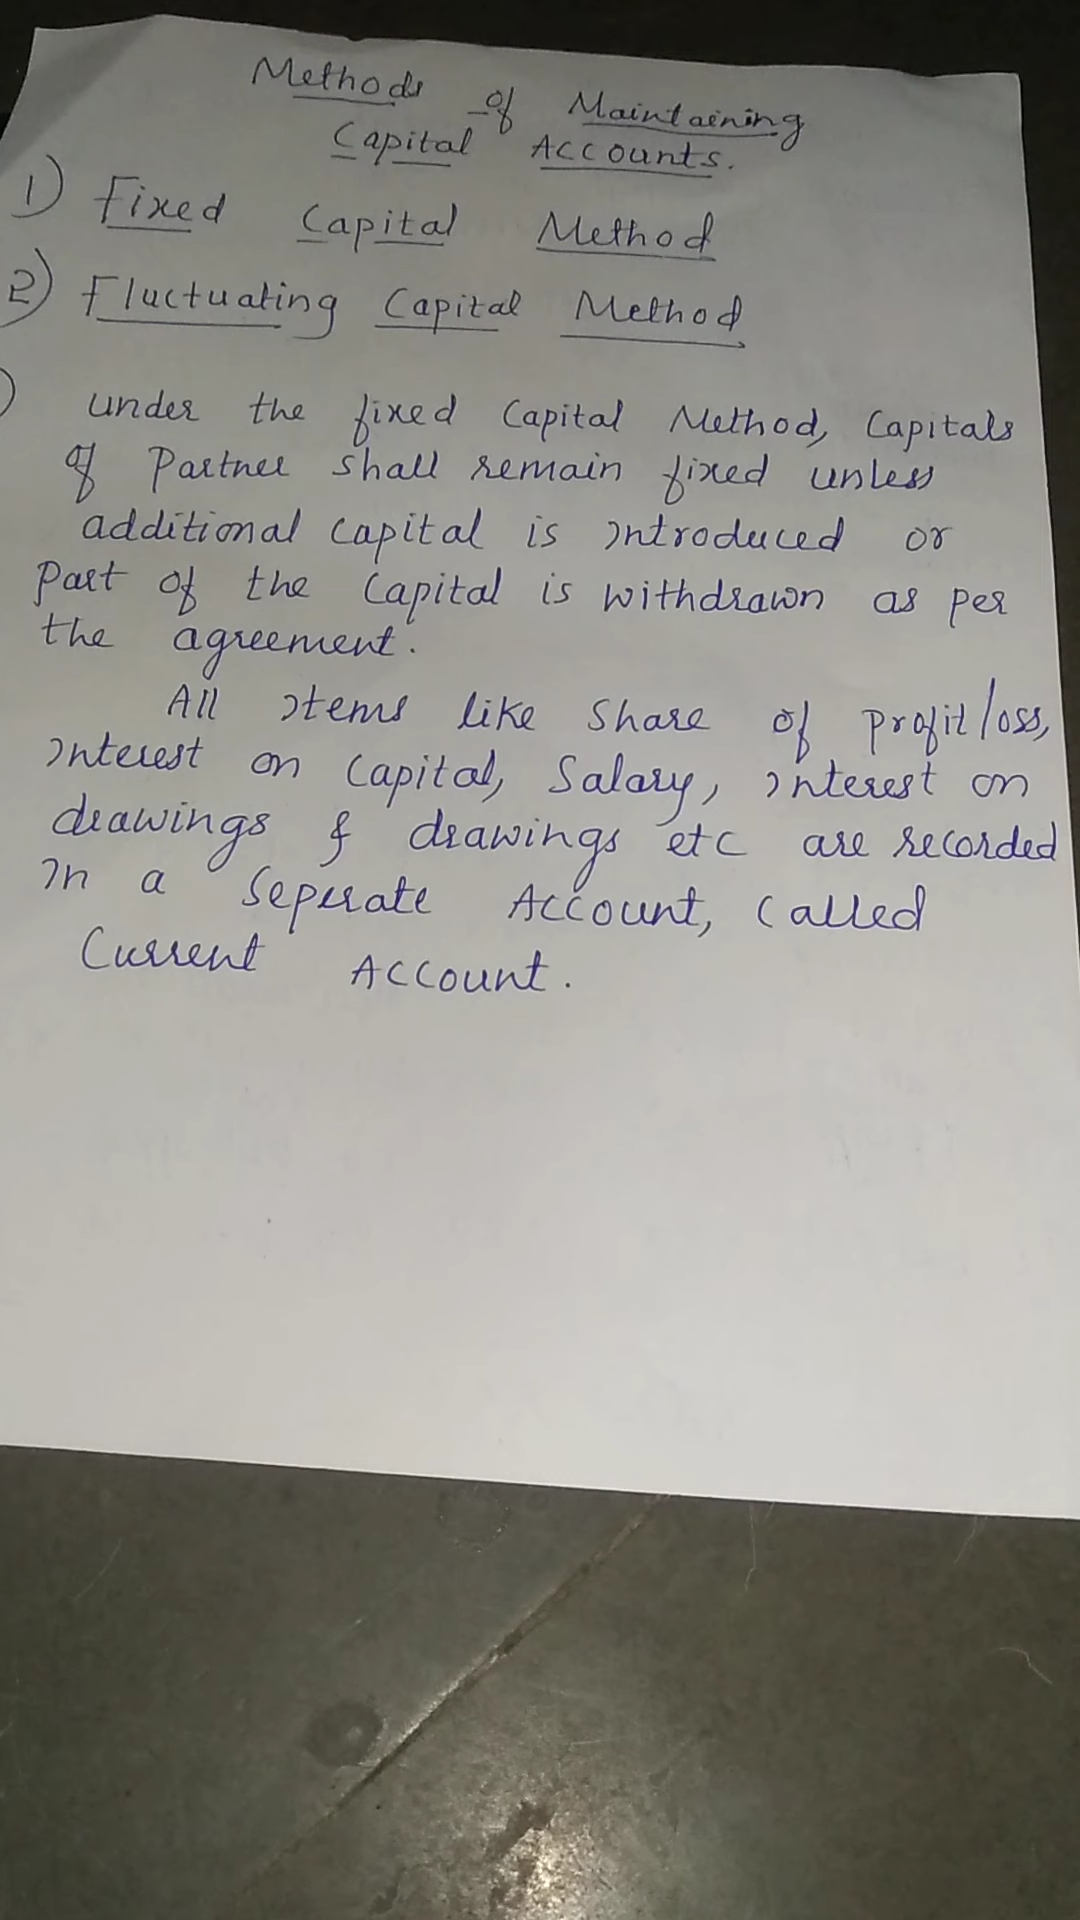 Methods of Maintaining
Capital Accounts.
1) Fixed Capital Method
2) Fluctuating Capital Method
) under the fixed Capital Method, Capitals
of Partner shall remain fixed unless
additional capital is introduced or
Part of the Capital is withdrawn as per
the agreement.
All items like Share of profit/loss,
interest on Capital, Salary, interest on
drawings & drawings etc are recorded
in a Seperate Account, Called
Current Account.